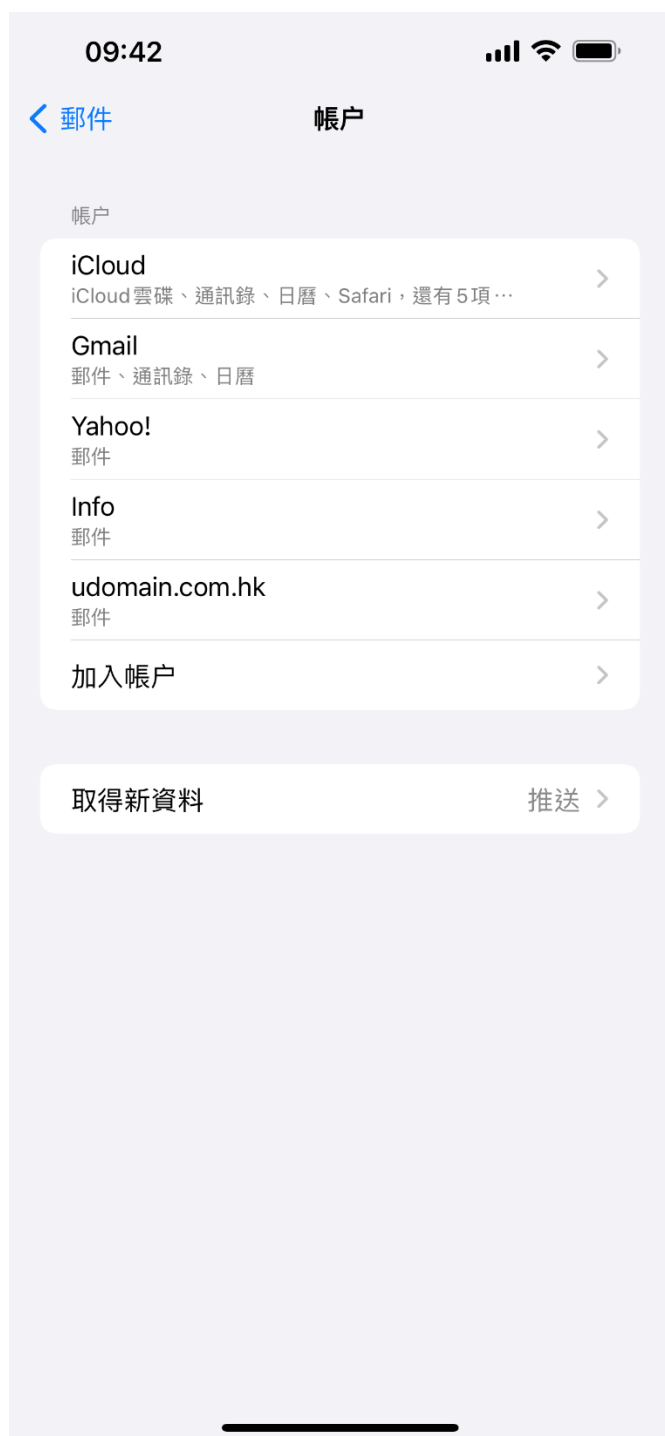 09:42
郵件
帳户
帳户
iCloud
iCloud雲碟、通訊錄、日曆、Safari，還有5項⋯
Gmail
郵件、通訊錄、日曆
Yahoo!
郵件
Info
郵件
udomain.com.hk
郵件
加入帳户
取得新資料 推送